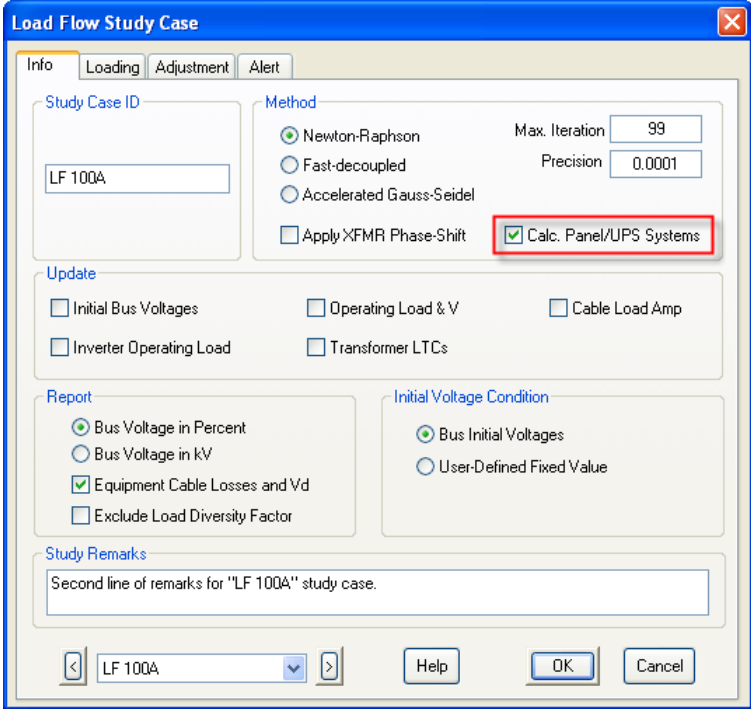 Load Flow Study Case
Info Loading Adjustment Alert
Study Case ID
LF 100A
Method
Newton-Raphson
Fast-decoupled
Accelerated Gauss-Seidel
Max. Iteration 99
Precision 0.0001
Apply XFMR Phase-Shift
Calc. Panel/UPS Systems
Update
Initial Bus Voltages Operating Load & V Cable Load Amp
Inverter Operating Load Transformer LTCs
Report
Bus Voltage in Percent
Bus Voltage in kV
Equipment Cable Losses and Vd
Exclude Load Diversity Factor
Initial Voltage Condition
Bus Initial Voltages
User-Defined Fixed Value
Study Remarks
Second line of remarks for "LF 100A" study case.
< LF 100A > Help OK Cancel